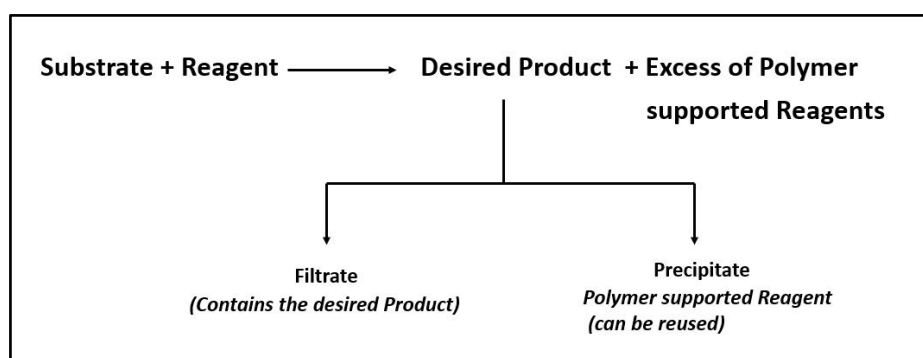 Substrate + Reagent Desired Product + Excess of Polymer
supported Reagents
Filtrate
(Contains the desired Product)
Precipitate
Polymer supported Reagent
(can be reused)